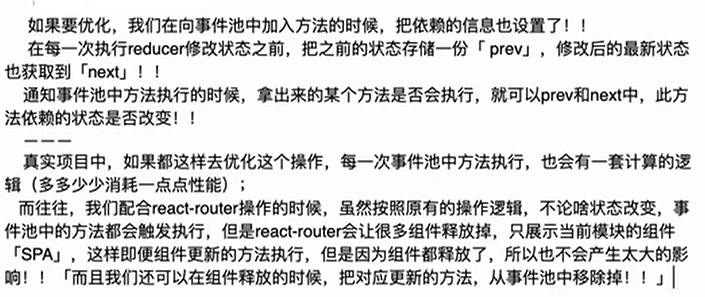 如果要优化，我们在向事件池中加入方法的时候，把依赖的信息也设置了！！
在每一次执行reducer修改状态之前，把之前的状态存储一份「 prev」，修改后的最新状态
也获取到「next」！！
通知事件池中方法执行的时候，拿出来的某个方法是否会执行，就可以prev和next中，此方
法依赖的状态是否改变！！
———
真实项目中，如果都这样去优化这个操作，每一次事件池中方法执行，也会有一套计算的逻
辑（多多少少消耗一点点性能）;
而往往，我们配合react-router操作的时候，虽然按照原有的操作逻辑，不论啥状态改变，事
件池中的方法都会触发执行，但是react-router会让很多组件释放掉，只展示当前模块的组件
「SPA」，这样即便组件更新的方法执行，但是因为组件都释放了，所以也不会产生太大的影
响！！「而且我们还可以在组件释放的时候，把对应更新的方法，从事件池中移除掉！！」